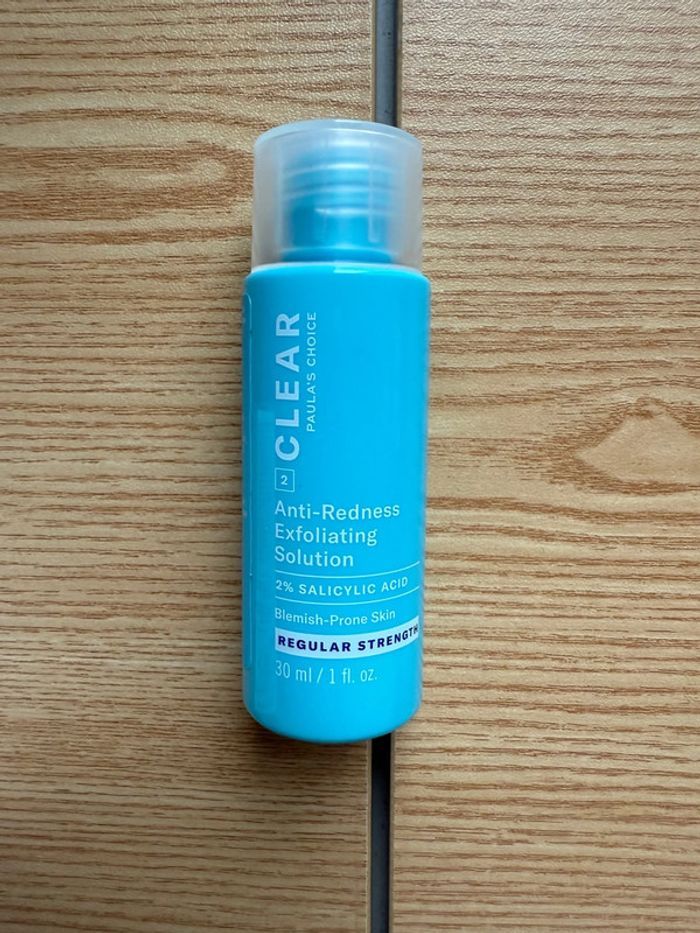 CLEAR
PAULA'S CHOICE
2
Anti-Redness
Exfoliating
Solution
2% SALICYLIC ACID
Blemish-Prone Skin
REGULAR STRENGTH
30 ml / 1 fl. oz.